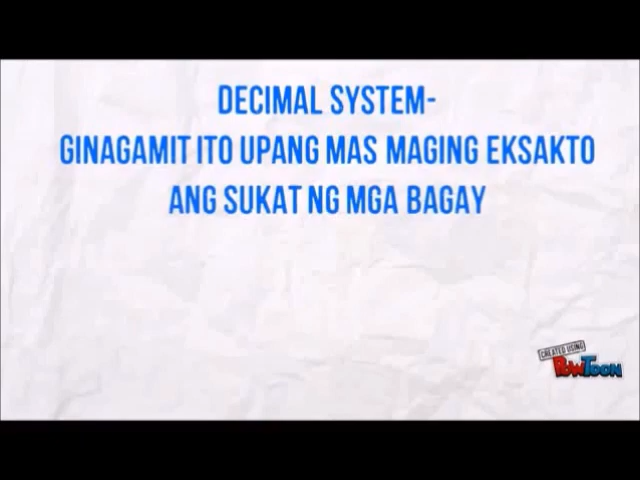 DECIMAL SYSTEM-
GINAGAMIT ITO UPANG MAS MAGING EKSAKTO
ANG SUKAT NG MGA BAGAY
CREATED USING
POWTOON